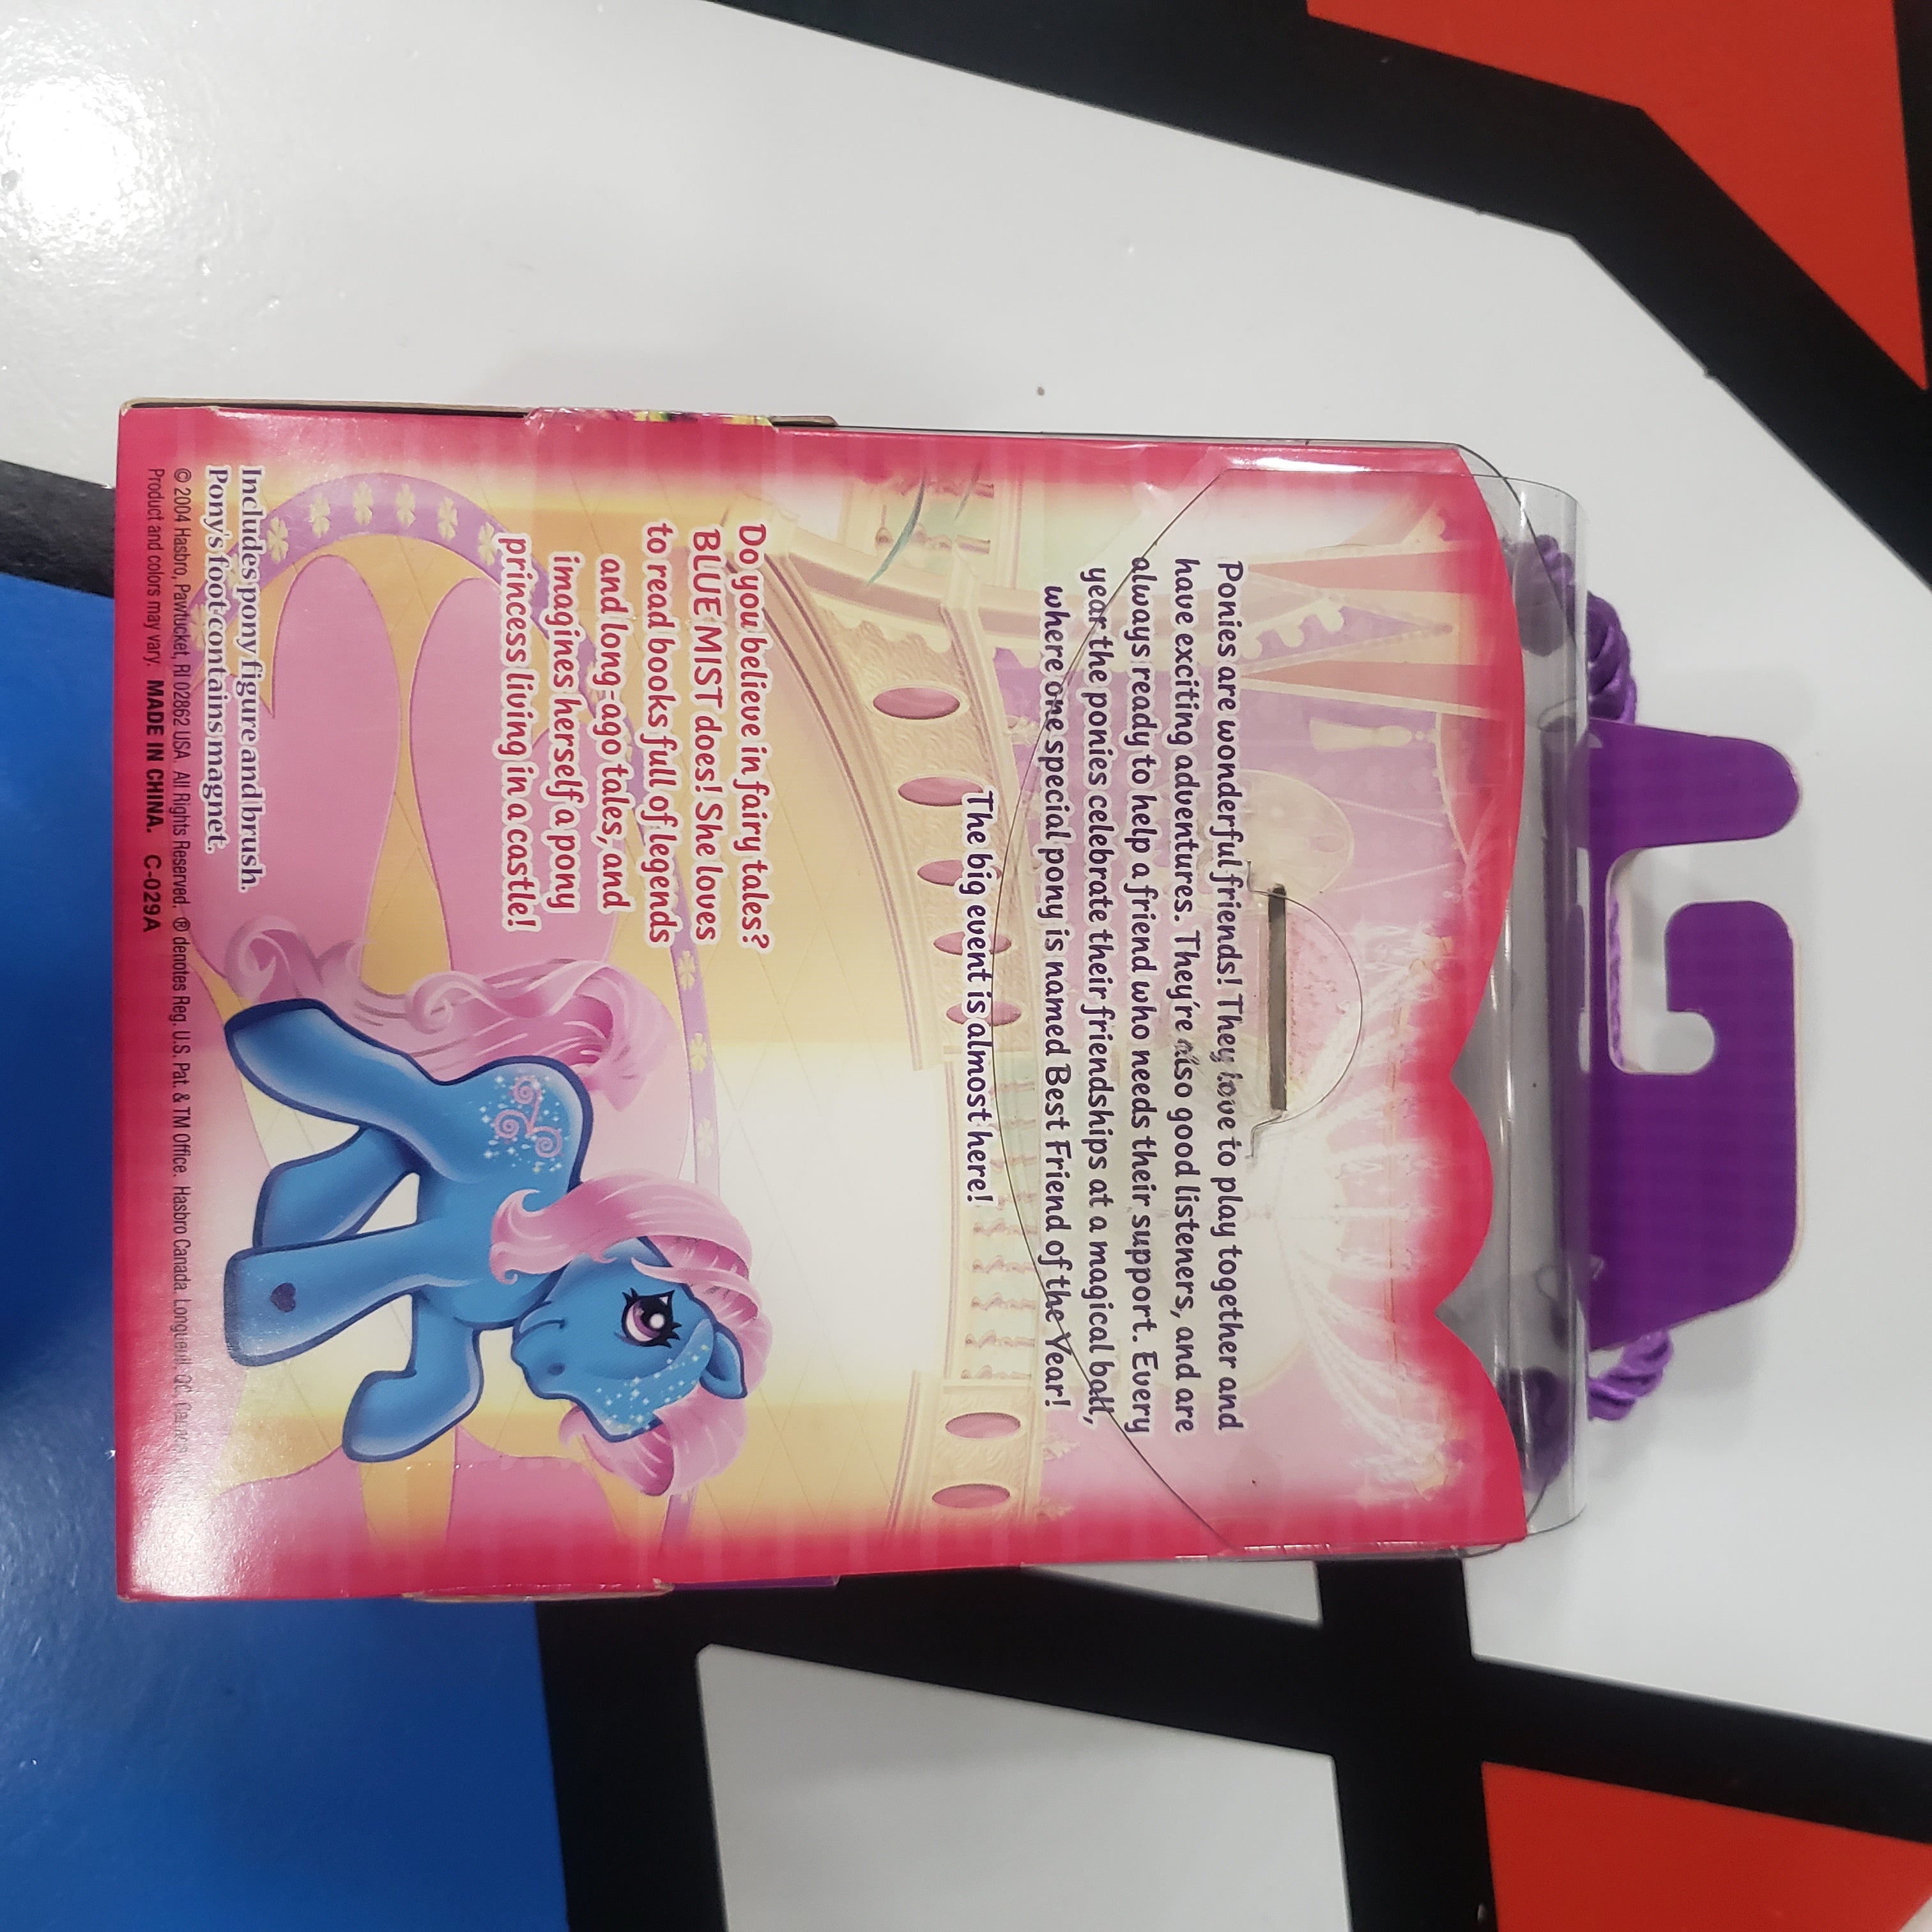 Ponies are wonderful friends! They love to play together and
have exciting adventures. They're also good listeners, and are
always ready to help a friend who needs their support. Every
year the ponies celebrate their friendships at a magical ball,
where one special pony is named Best Friend of the Year!
The big event is almost here!
Do you believe in fairy tales?
BLUE MIST does! She loves
to read books full of legends
and long-ago tales, and
imagines herself a pony
princess living in a castle!
Includes pony figure and brush.
Pony's foot contains magnet.
© 2004 Hasbro, Pawtucket, RI 02862 USA. All Rights Reserved. ® denotes Reg. U.S. Pat. & TM Office. Hasbro Canada, Longueuil, QC, Canada
Product and colors may vary. MADE IN CHINA. C-029A